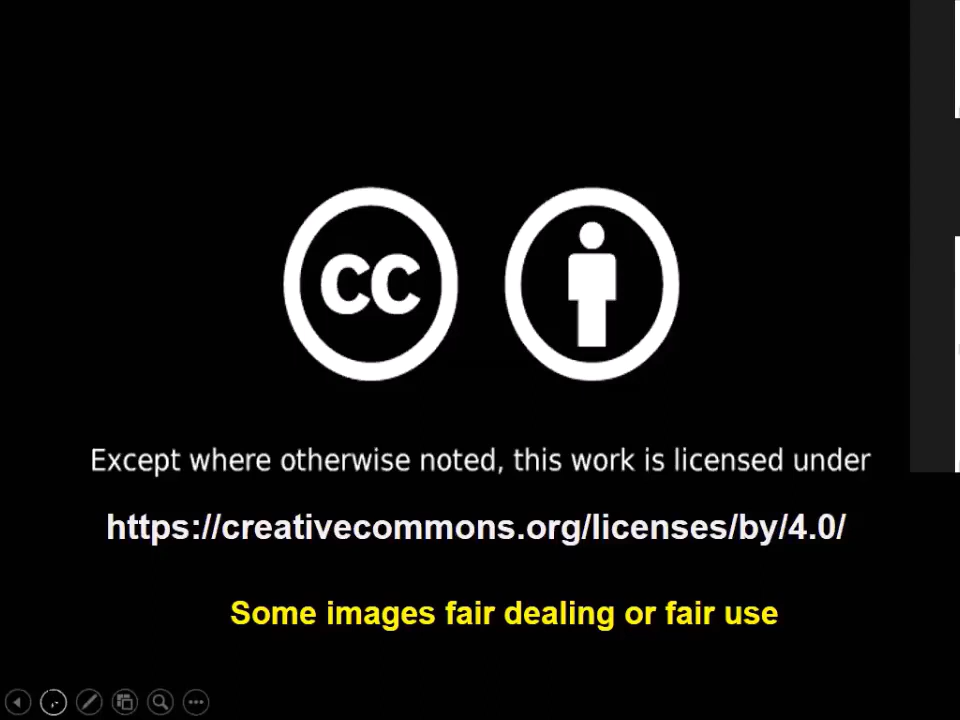 cc
Except where otherwise noted, this work is licensed under
https://creativecommons.org/licenses/by/4.0/
Some images fair dealing or fair use